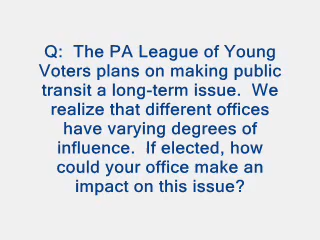 Q:  The PA League of Young
Voters plans on making public
transit a long-term issue.  We
realize that different offices
have varying degrees of
influence.  If elected, how
could your office make an
impact on this issue?